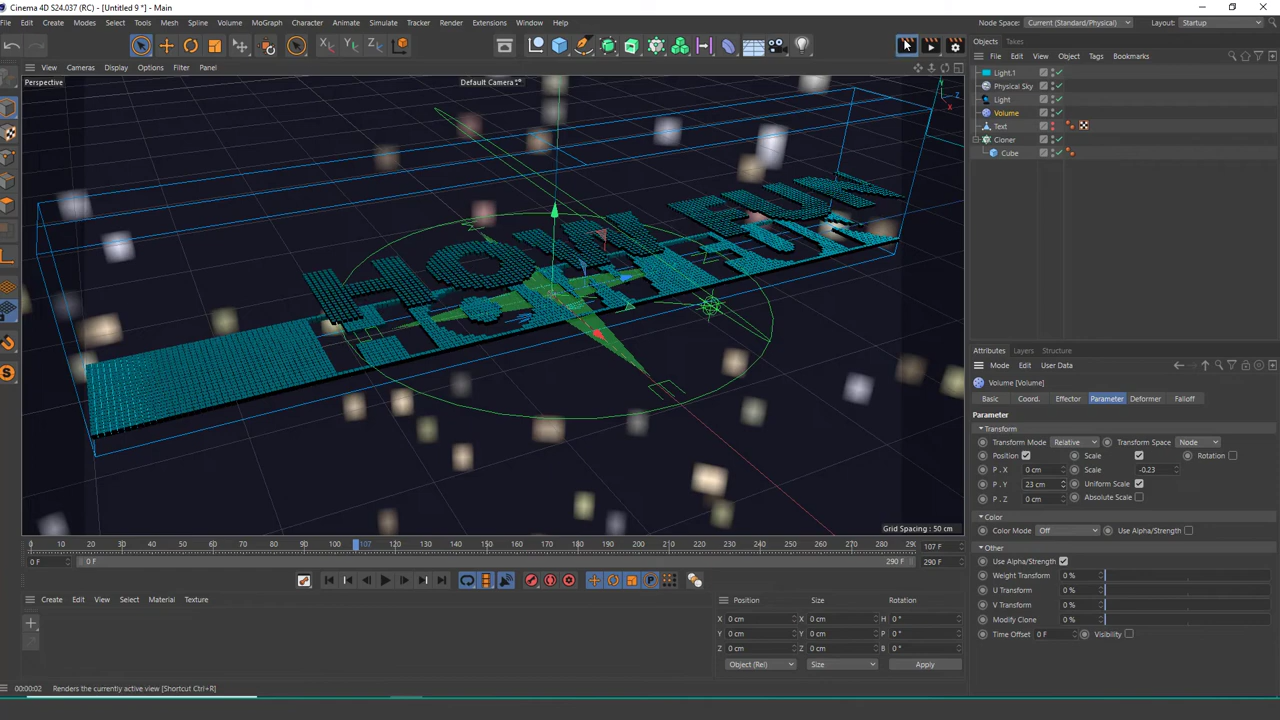 Cinema 4D S24.037 (RC) - [Untitled 9 *] - Main
File Edit Create Modes Select Tools Mesh Spline Volume MoGraph Character Animate Simulate Tracker Render Extensions Window Help
Node Space: Current (Standard/Physical) Layout: Startup
Objects Takes
File Edit View Object Tags Bookmarks
View Cameras Display Options Filter Panel
Perspective Default Camera
X Y Z
Light.1
Physical Sky
Light
Volume
Text
Cloner
Cube
HOW FUN
Grid Spacing : 50 cm
Attributes Layers Structure
Mode Edit User Data
Volume [Volume]
Basic Coord. Effector Parameter Deformer Falloff
Parameter
Transform
Transform Mode Relative Transform Space Node
Position Scale Rotation
P . X 0 cm Scale -0.23
P . Y 23 cm Uniform Scale
P . Z 0 cm Absolute Scale
Color
Color Mode Off Use Alpha/Strength
Other
Use Alpha/Strength
Weight Transform 0 %
U Transform 0 %
V Transform 0 %
Modify Clone 0 %
Time Offset 0 F Visibility
0 10 20 30 40 50 60 70 80 90 100 107 120 130 140 150 160 170 180 190 200 210 220 230 240 250 260 270 280 290 107 F
0 F 0 F 290 F 290 F
Create Edit View Select Material Texture
Position Size Rotation
X 0 cm X 0 cm H 0 °
Y 0 cm Y 0 cm P 0 °
Z 0 cm Z 0 cm B 0 °
Object (Rel) Size Apply
00:00:02 Renders the currently active view [Shortcut Ctrl+R]